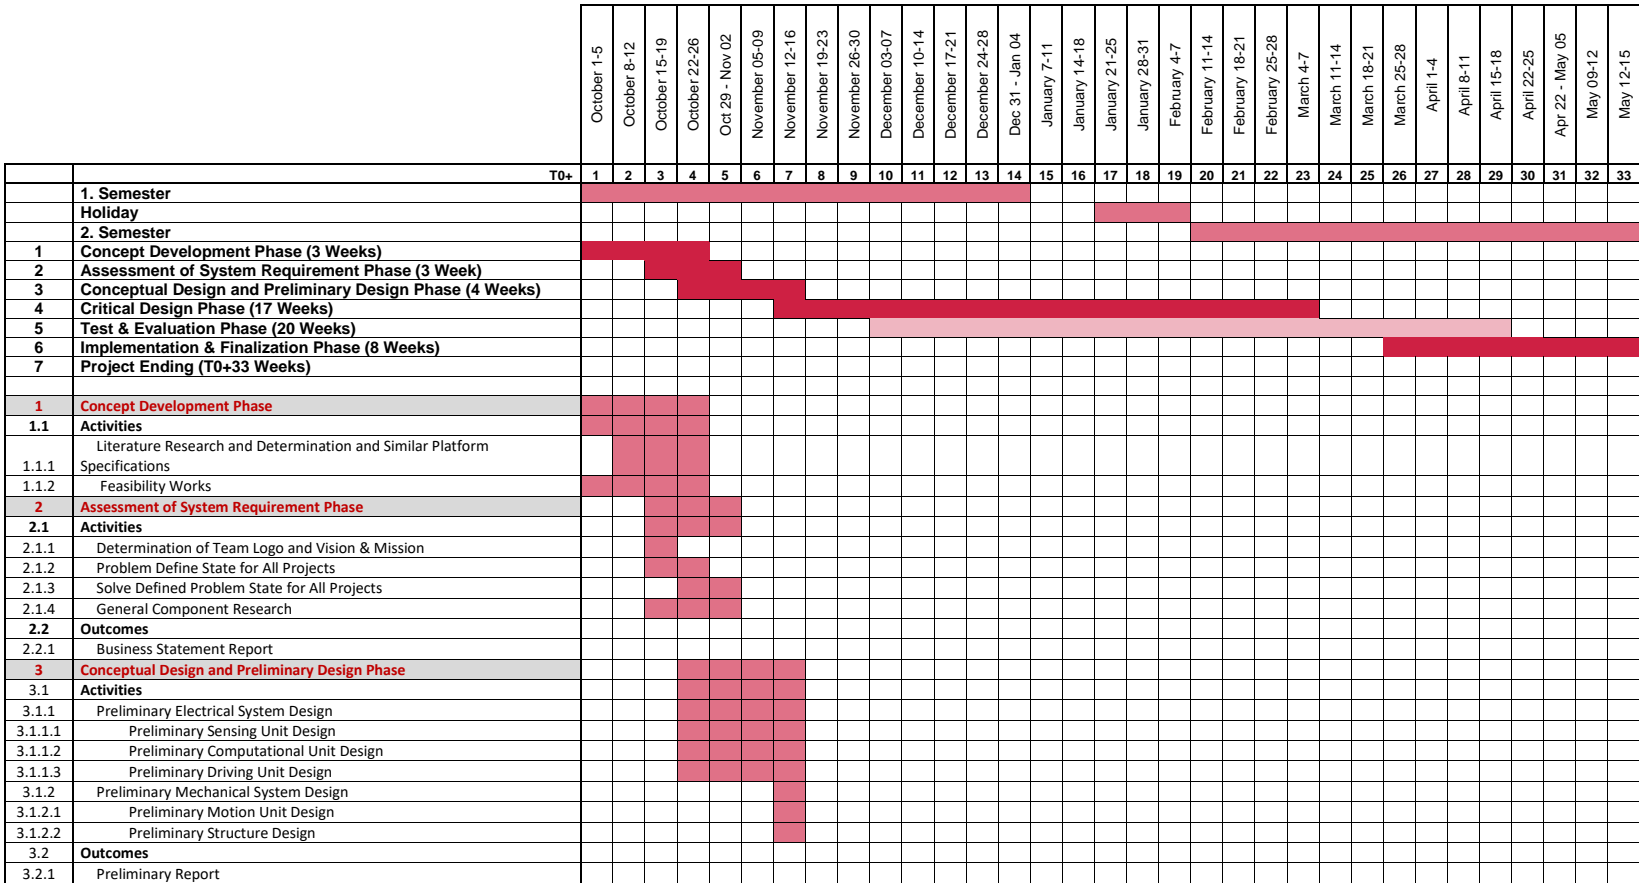 October 1-5
October 8-12
October 15-19
October 22-26
Oct 29 - Nov 02
November 05-09
November 12-16
November 19-23
November 26-30
December 03-07
December 10-14
December 17-21
December 24-28
Dec 31 - Jan 04
January 7-11
January 14-18
January 21-25
January 28-31
February 4-7
February 11-14
February 18-21
February 25-28
March 4-7
March 11-14
March 18-21
March 25-28
April 1-4
April 8-11
April 15-18
April 22-25
Apr 22 - May 05
May 09-12
May 12-15
T0+ 1 2 3 4 5 6 7 8 9 10 11 12 13 14 15 16 17 18 19 20 21 22 23 24 25 26 27 28 29 30 31 32 33
1. Semester
Holiday
2. Semester
1 Concept Development Phase (3 Weeks)
2 Assessment of System Requirement Phase (3 Week)
3 Conceptual Design and Preliminary Design Phase (4 Weeks)
4 Critical Design Phase (17 Weeks)
5 Test & Evaluation Phase (20 Weeks)
6 Implementation & Finalization Phase (8 Weeks)
7 Project Ending (T0+33 Weeks)
1 Concept Development Phase
1.1 Activities
Literature Research and Determination and Similar Platform
1.1.1 Specifications
1.1.2 Feasibility Works
2 Assessment of System Requirement Phase
2.1 Activities
2.1.1 Determination of Team Logo and Vision & Mission
2.1.2 Problem Define State for All Projects
2.1.3 Solve Defined Problem State for All Projects
2.1.4 General Component Research
2.2 Outcomes
2.2.1 Business Statement Report
3 Conceptual Design and Preliminary Design Phase
3.1 Activities
3.1.1 Preliminary Electrical System Design
3.1.1.1 Preliminary Sensing Unit Design
3.1.1.2 Preliminary Computational Unit Design
3.1.1.3 Preliminary Driving Unit Design
3.1.2 Preliminary Mechanical System Design
3.1.2.1 Preliminary Motion Unit Design
3.1.2.2 Preliminary Structure Design
3.2 Outcomes
3.2.1 Preliminary Report